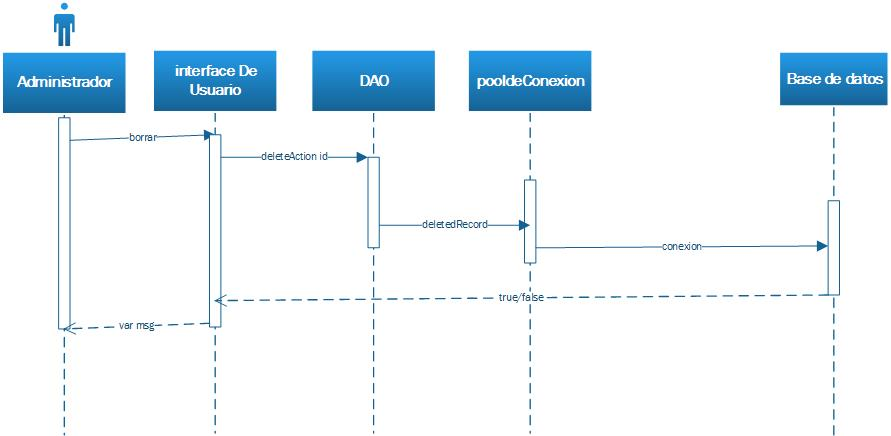 Administrador
interface De
Usuario
DAO
pooldeConexion
Base de datos
borrar
deleteAction id
deletedRecord
conexion
true/false
var msg